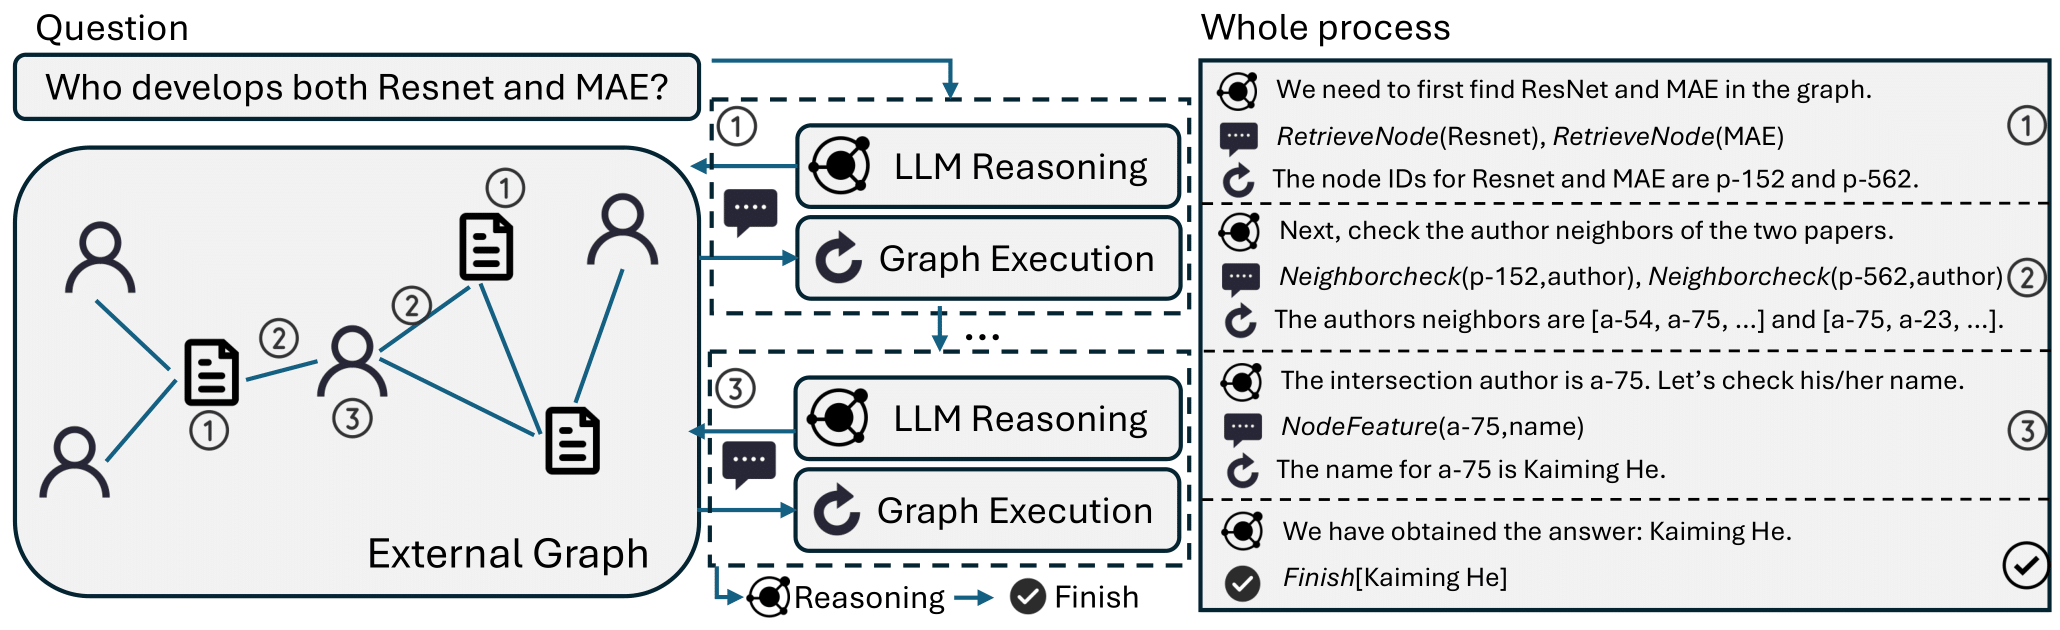 Question
Who develops both Resnet and MAE?
1
2
2
1
3
External Graph
1
LLM Reasoning
Graph Execution
...
3
LLM Reasoning
Graph Execution
Reasoning
Finish
Whole process
We need to first find ResNet and MAE in the graph.
RetrieveNode(Resnet), RetrieveNode(MAE)
1
The node IDs for Resnet and MAE are p-152 and p-562.
Next, check the author neighbors of the two papers.
Neighborcheck(p-152,author), Neighborcheck(p-562,author)
2
The authors neighbors are [a-54, a-75, ...] and [a-75, a-23, ...].
The intersection author is a-75. Let's check his/her name.
NodeFeature(a-75,name)
3
The name for a-75 is Kaiming He.
We have obtained the answer: Kaiming He.
Finish[Kaiming He]